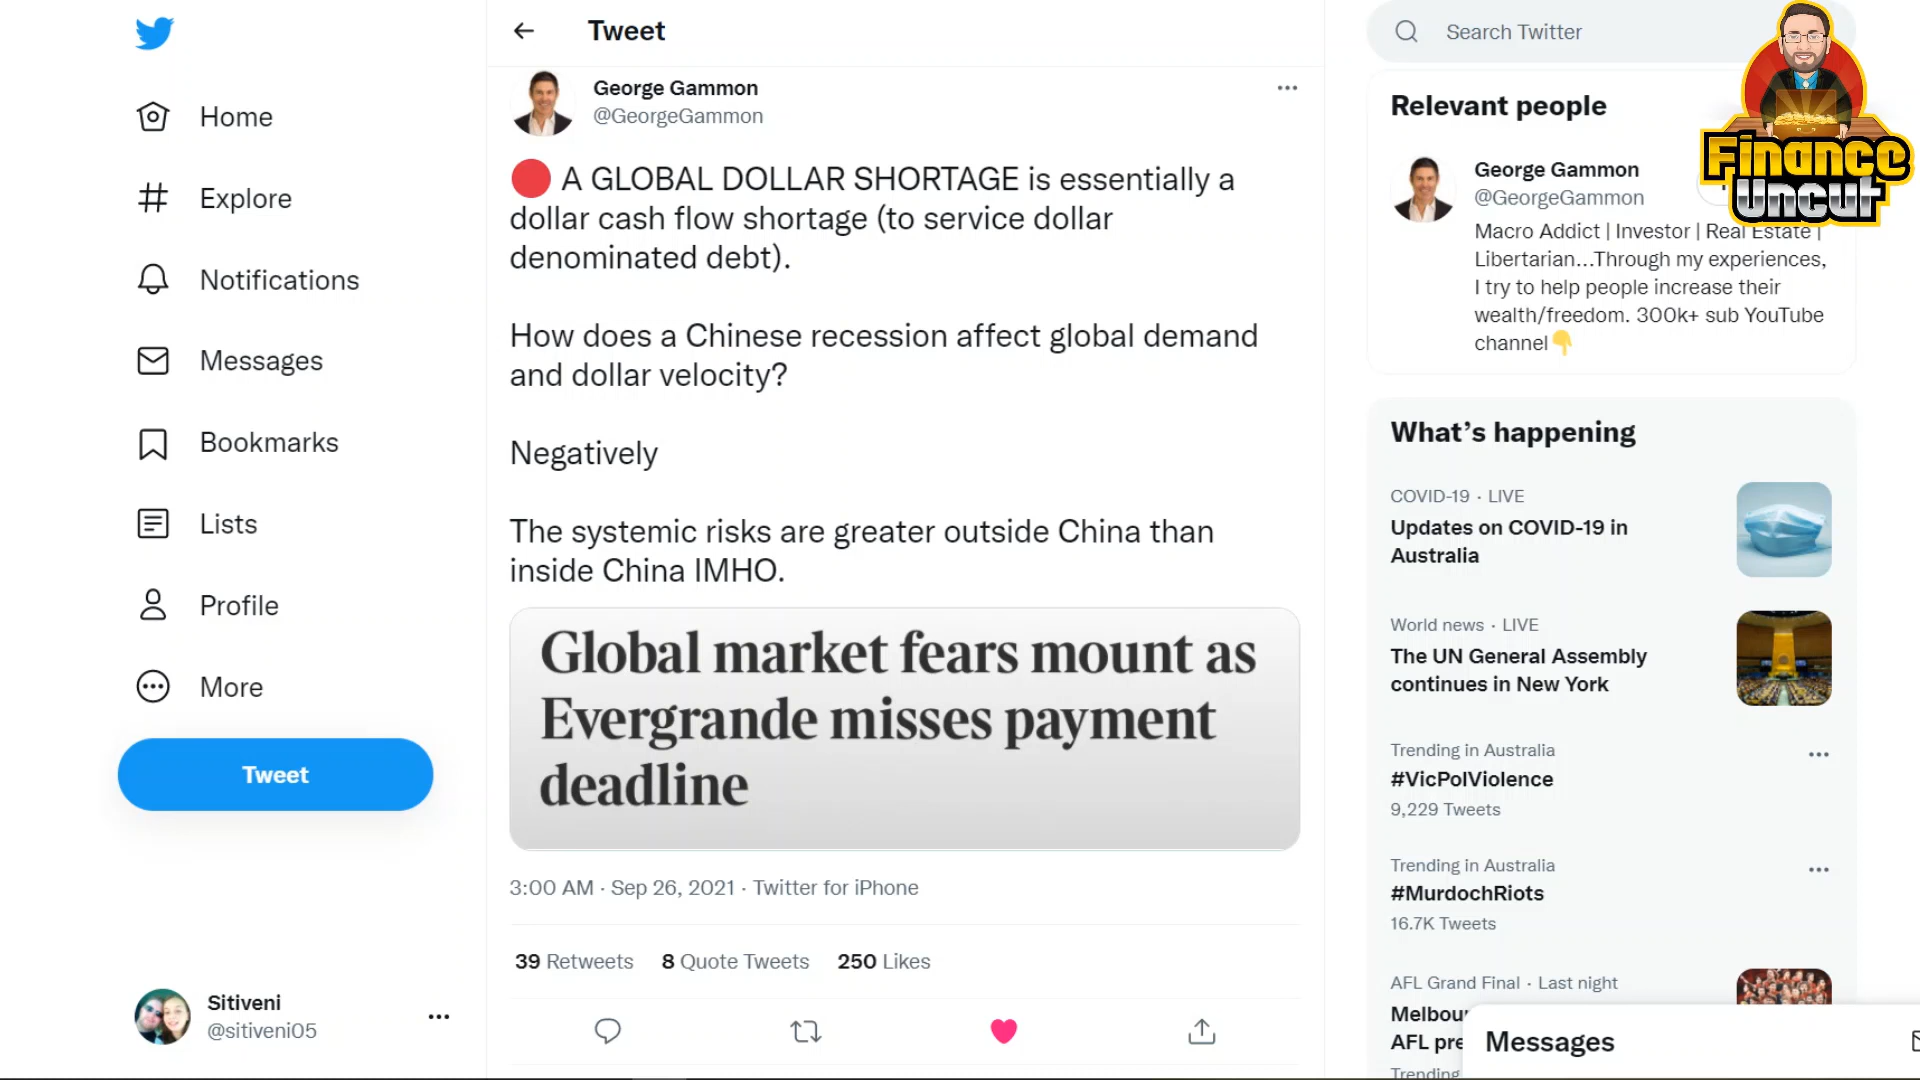 Home
Explore
Notifications
Messages
Bookmarks
Lists
Profile
More
Tweet
Sitiveni
@sitiveni05
Tweet
George Gammon
@GeorgeGammon
A GLOBAL DOLLAR SHORTAGE is essentially a
dollar cash flow shortage (to service dollar
denominated debt).
How does a Chinese recession affect global demand
and dollar velocity?
Negatively
The systemic risks are greater outside China than
inside China IMHO.
Global market fears mount as
Evergrande misses payment
deadline
3:00 AM · Sep 26, 2021 · Twitter for iPhone
39 Retweets 8 Quote Tweets 250 Likes
Search Twitter
Finance
Uncut
Relevant people
George Gammon
@GeorgeGammon
Macro Addict | Investor | Real Estate |
Libertarian...Through my experiences,
I try to help people increase their
wealth/freedom. 300k+ sub YouTube
channel
What's happening
COVID-19 · LIVE
Updates on COVID-19 in
Australia
World news · LIVE
The UN General Assembly
continues in New York
Trending in Australia
#VicPolViolence
9,229 Tweets
Trending in Australia
#MurdochRiots
16.7K Tweets
AFL Grand Final · Last night
Melbou
AFL pre
Trending
Messages